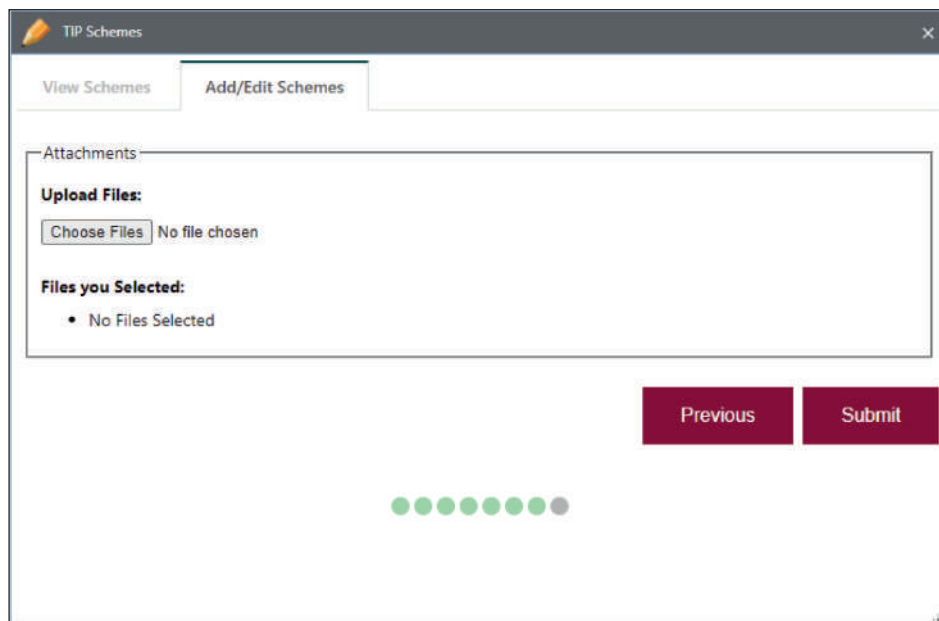 TIP Schemes
View Schemes Add/Edit Schemes
Attachments
Upload Files:
Choose Files No file chosen
Files you Selected:
• No Files Selected
Previous Submit